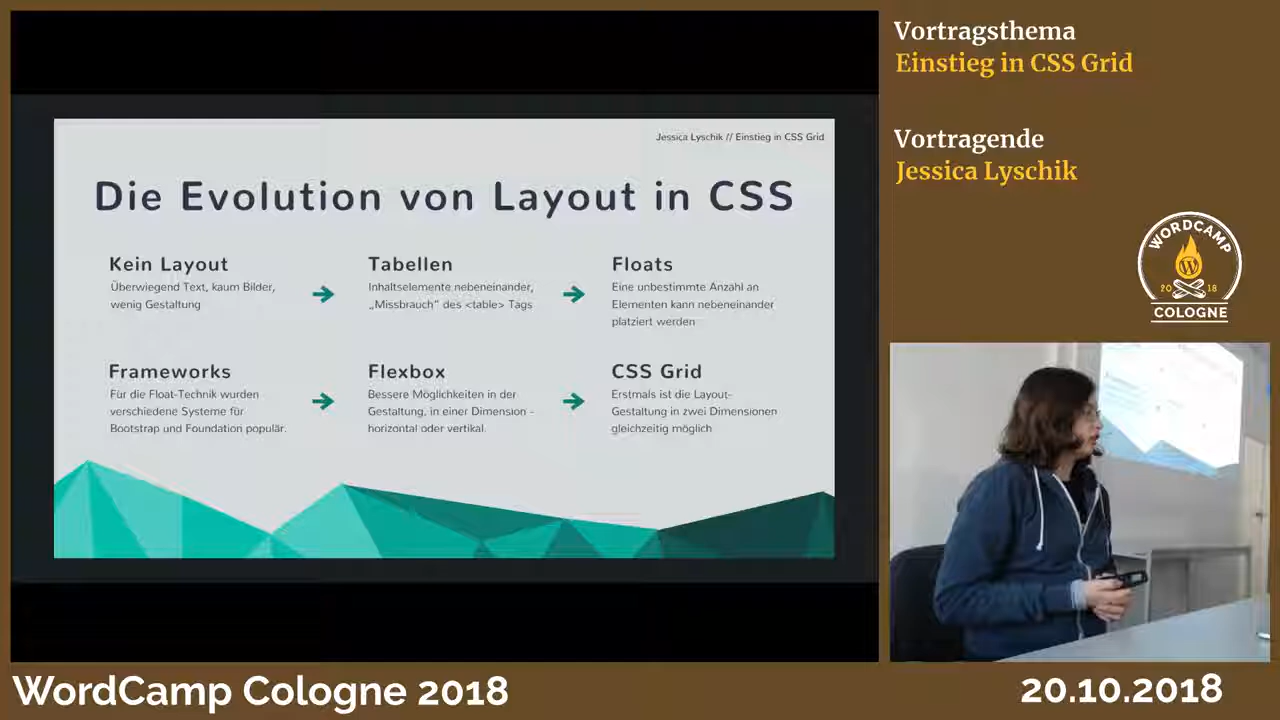 Jessica Lyschik // Einstieg in CSS Grid
Die Evolution von Layout in CSS
Kein Layout
Überwiegend Text, kaum Bilder,
wenig Gestaltung
Tabellen
Inhaltselemente nebeneinander,
„Missbrauch“ des <table> Tags
Floats
Eine unbestimmte Anzahl an
Elementen kann nebeneinander
platziert werden
Frameworks
Für die Float-Technik wurden
verschiedene Systeme für
Bootstrap und Foundation populär.
Flexbox
Bessere Möglichkeiten in der
Gestaltung, in einer Dimension -
horizontal oder vertikal.
CSS Grid
Erstmals ist die Layout-
Gestaltung in zwei Dimensionen
gleichzeitig möglich
Vortragsthema
Einstieg in CSS Grid
Vortragende
Jessica Lyschik
WORDCAMP
W
20 18
COLOGNE
WordCamp Cologne 2018
20.10.2018